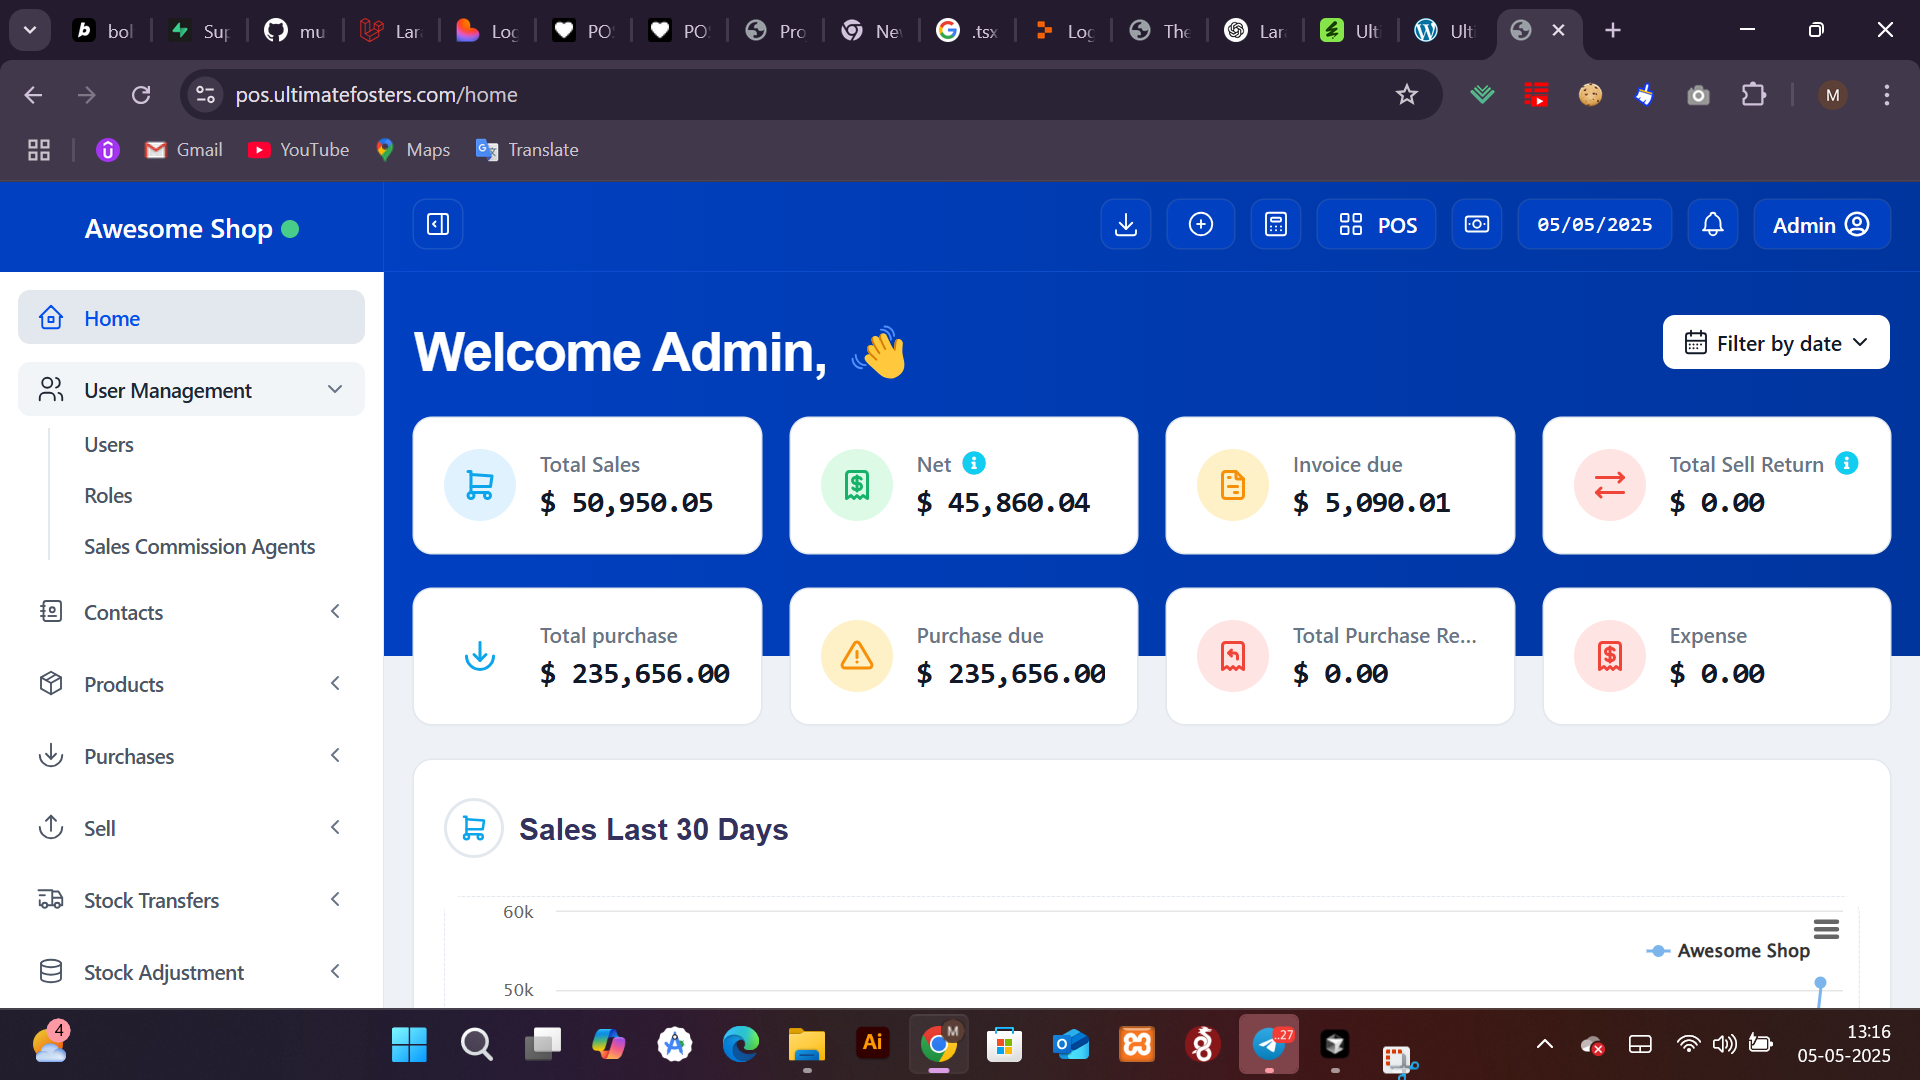 bol
Sup
mu
Lar
Log
PO
PO
Pro
Ne
.tsx
Log
The
Lar
Ulti
Ulti
pos.ultimatefosters.com/home
M
Gmail
YouTube
Maps
Translate
Awesome Shop
POS
05/05/2025
Admin
Home
User Management
Users
Roles
Sales Commission Agents
Contacts
Products
Purchases
Sell
Stock Transfers
Stock Adjustment
Welcome Admin,
Filter by date
Total Sales
$ 50,950.05
Net
$ 45,860.04
Invoice due
$ 5,090.01
Total Sell Return
$ 0.00
Total purchase
$ 235,656.00
Purchase due
$ 235,656.00
Total Purchase Re...
$ 0.00
Expense
$ 0.00
Sales Last 30 Days
60k
50k
Awesome Shop
4
Ai
M
..27
13:16
05-05-2025